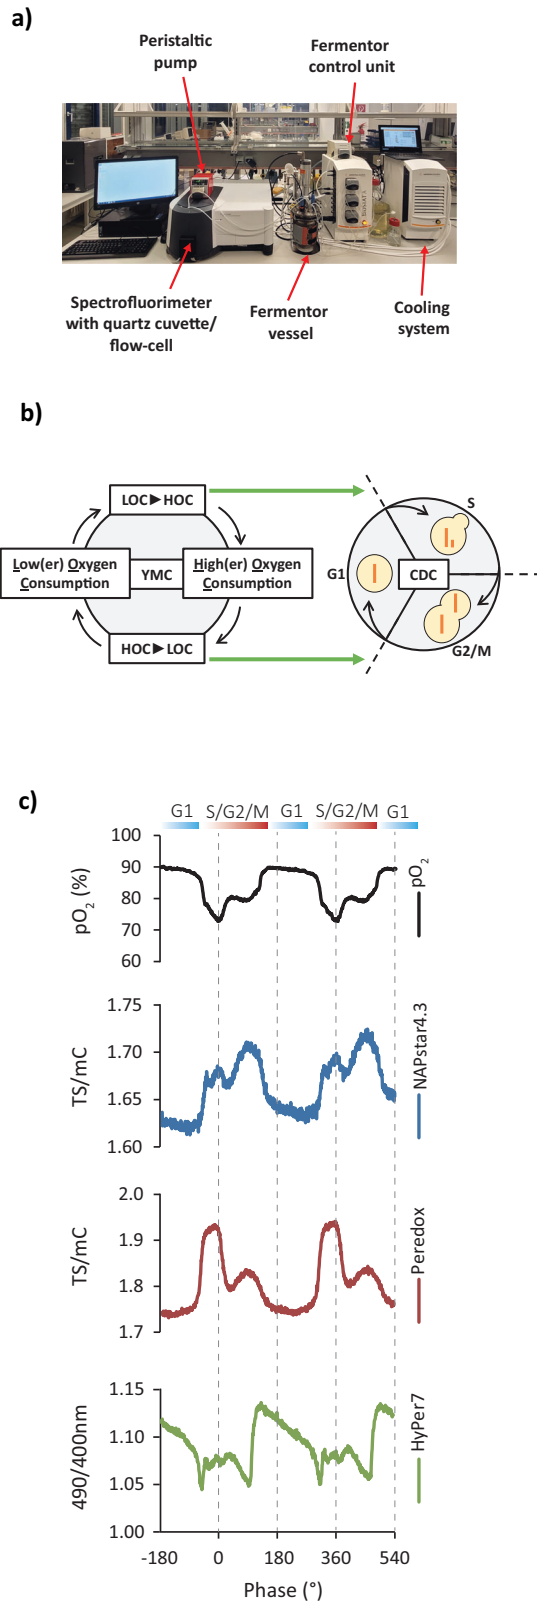 a)
Peristaltic
pump
Fermentor
control unit
Spectrofluorimeter
with quartz cuvette/
flow-cell
Fermentor
vessel
Cooling
system
b)
LOC►HOC
Low(er) Oxygen
Consumption
YMC
High(er) Oxygen
Consumption
HOC►LOC
S
G1
CDC
G2/M
c)
G1 S/G2/M G1 S/G2/M G1
100
90
80
70
60
pO2 (%)
pO2
1.75
1.70
1.65
1.60
TS/mC
NAPstar4.3
2.0
1.9
1.8
1.7
TS/mC
Peredox
1.15
1.10
1.05
1.00
490/400nm
HyPer7
-180 0 180 360 540
Phase (°)